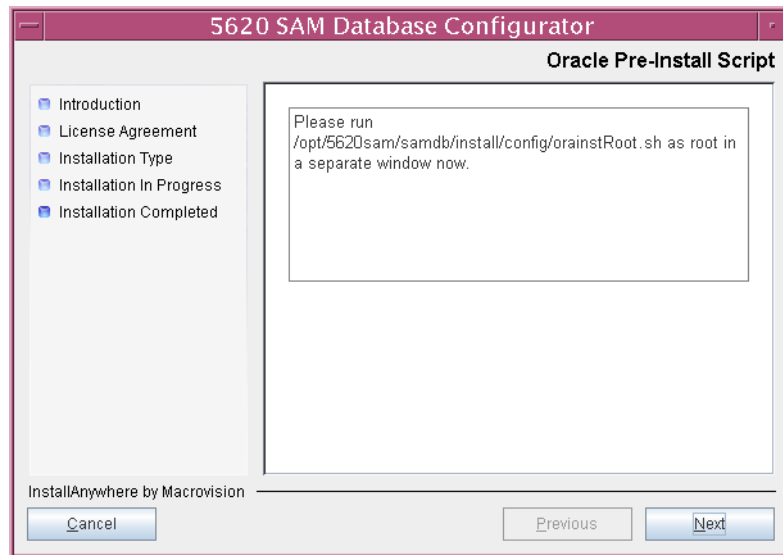 5620 SAM Database Configurator
Oracle Pre-Install Script
Introduction
License Agreement
Installation Type
Installation In Progress
Installation Completed
Please run
/opt/5620sam/samdb/install/config/orainstRoot.sh as root in
a separate window now.
InstallAnywhere by Macrovision
Cancel
Previous
Next